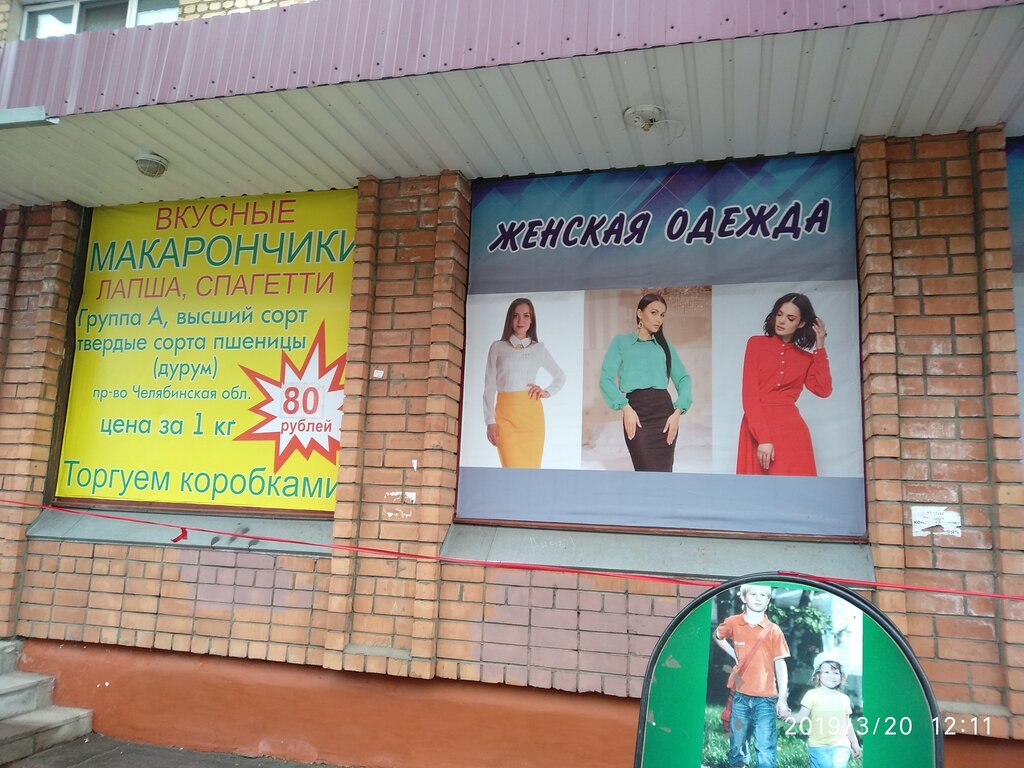 ВКУСНЫЕ
МАКАРОНЧИКИ
ЛАПША, СПАГЕТТИ
Группа А, высший сорт
твердые сорта пшеницы
(дурум)
пр-во Челябинская обл.
цена за 1 кг
80
рублей
Торгуем коробками
ЖЕНСКАЯ ОДЕЖДА
2019/3/20 12:11